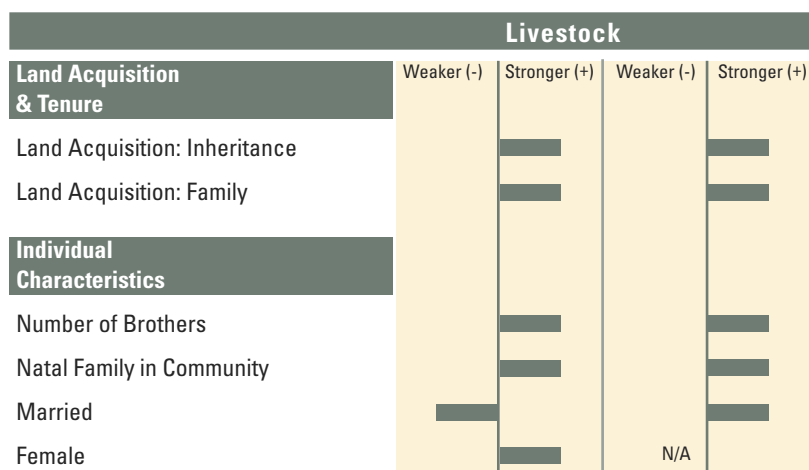 Livestock
Land Acquisition
& Tenure
Weaker (-) Stronger (+) Weaker (-) Stronger (+)
Land Acquisition: Inheritance
Land Acquisition: Family
Individual
Characteristics
Number of Brothers
Natal Family in Community
Married
Female N/A